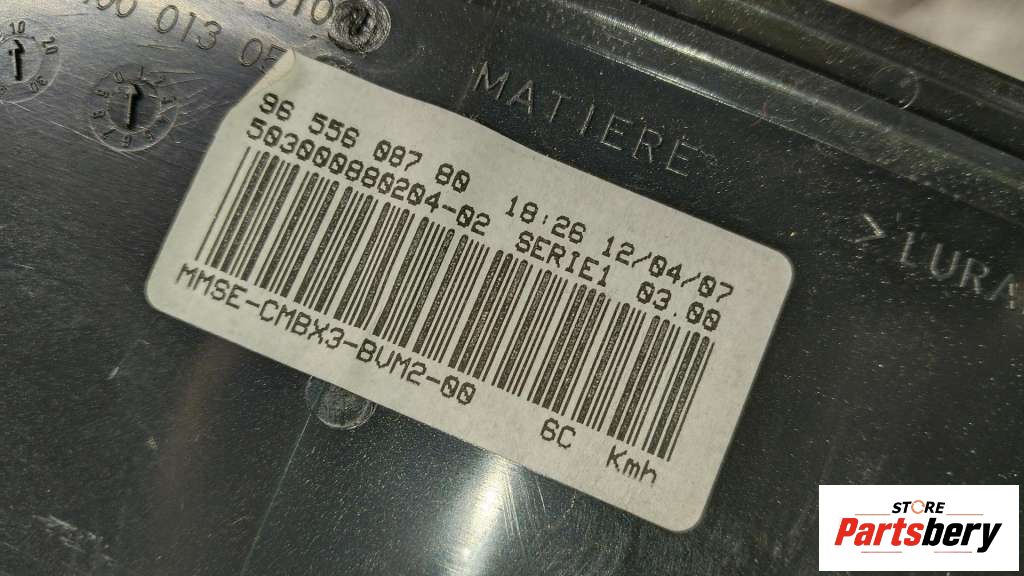 013
MATIERE
>LURA
96 556 087 80 18:26 12/04/07
503000880204-02 SERIE1 03.00
MMSE-CMBX3-BVM2-00 6C Kmh
STORE
Partsbery